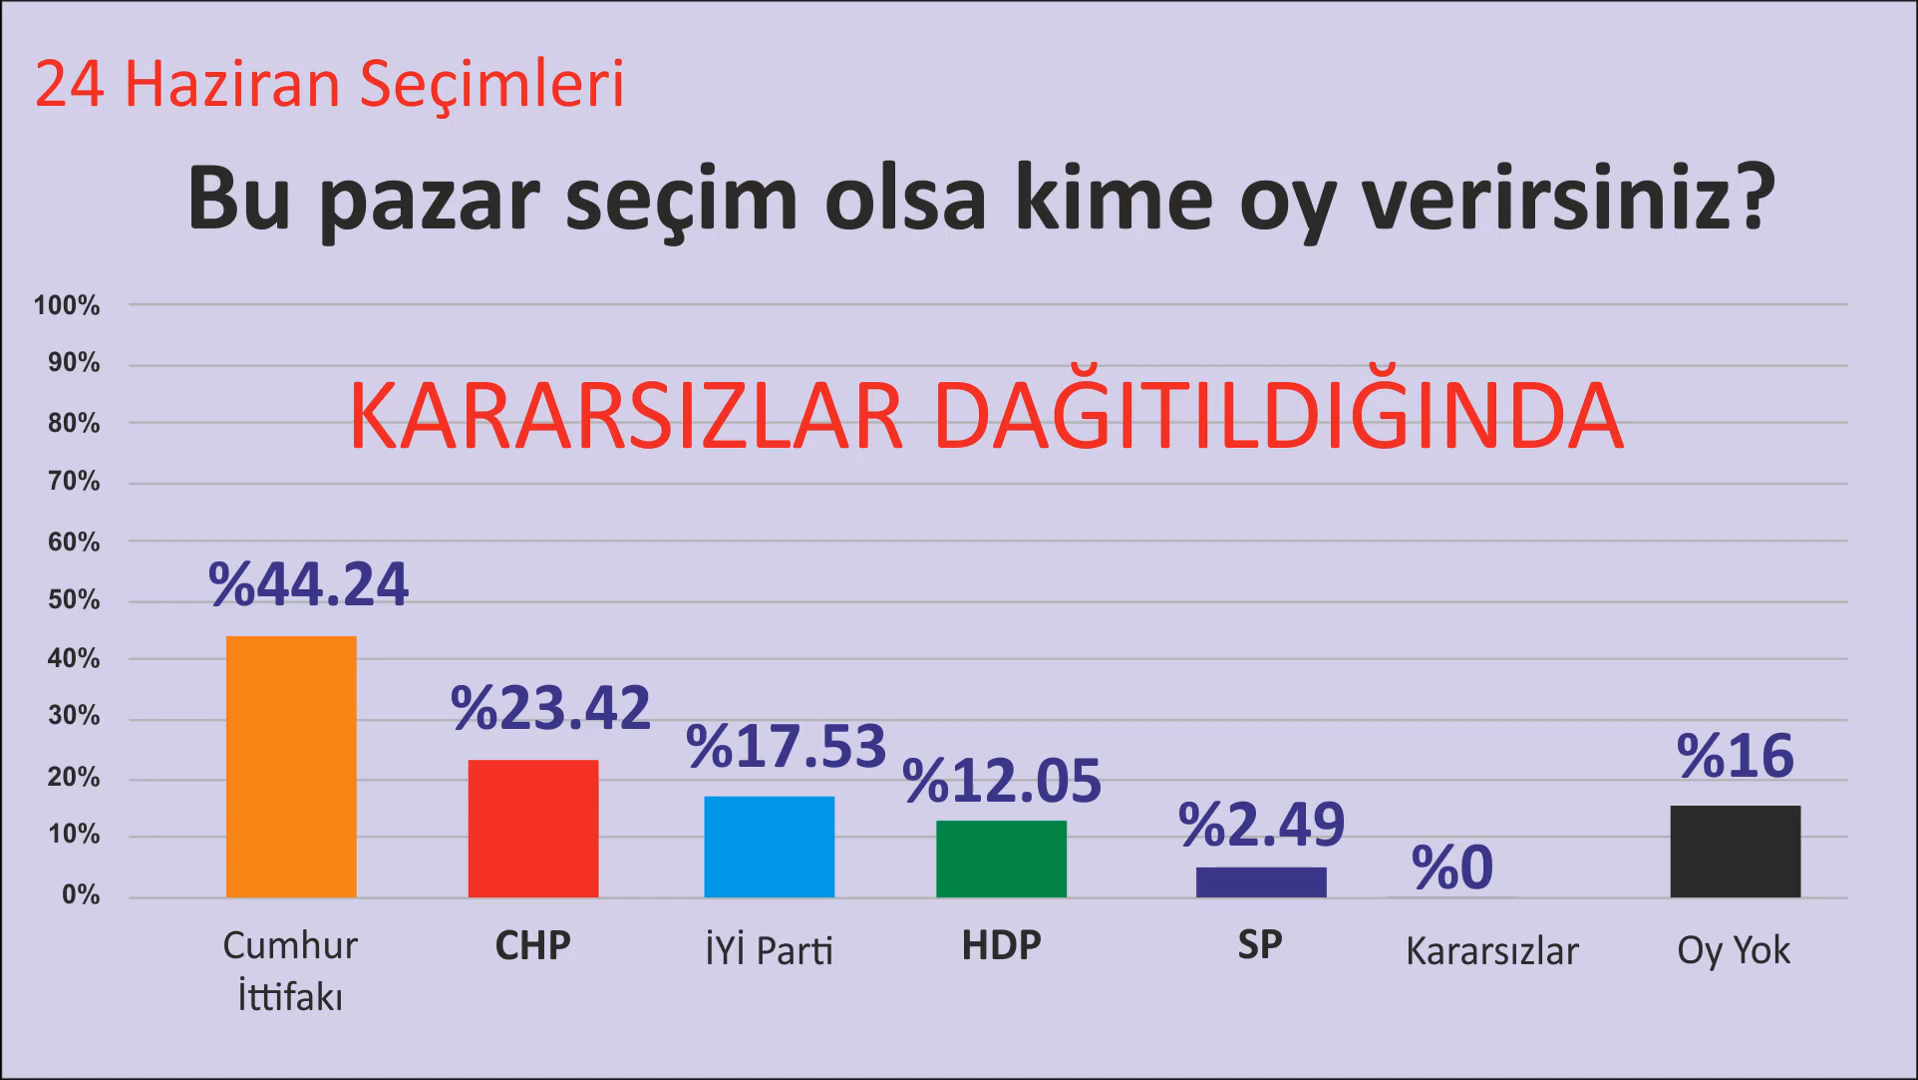 24 Haziran Seçimleri
Bu pazar seçim olsa kime oy verirsiniz?
100%
90%
KARARSIZLAR DAĞITILDIĞINDA
80%
70%
60%
50%
40%
30%
20%
10%
0%
%44.24
%23.42
%17.53
%12.05
%2.49
%0
%16
Cumhur
İttifakı
CHP
İYİ Parti
HDP
SP
Kararsızlar
Oy Yok